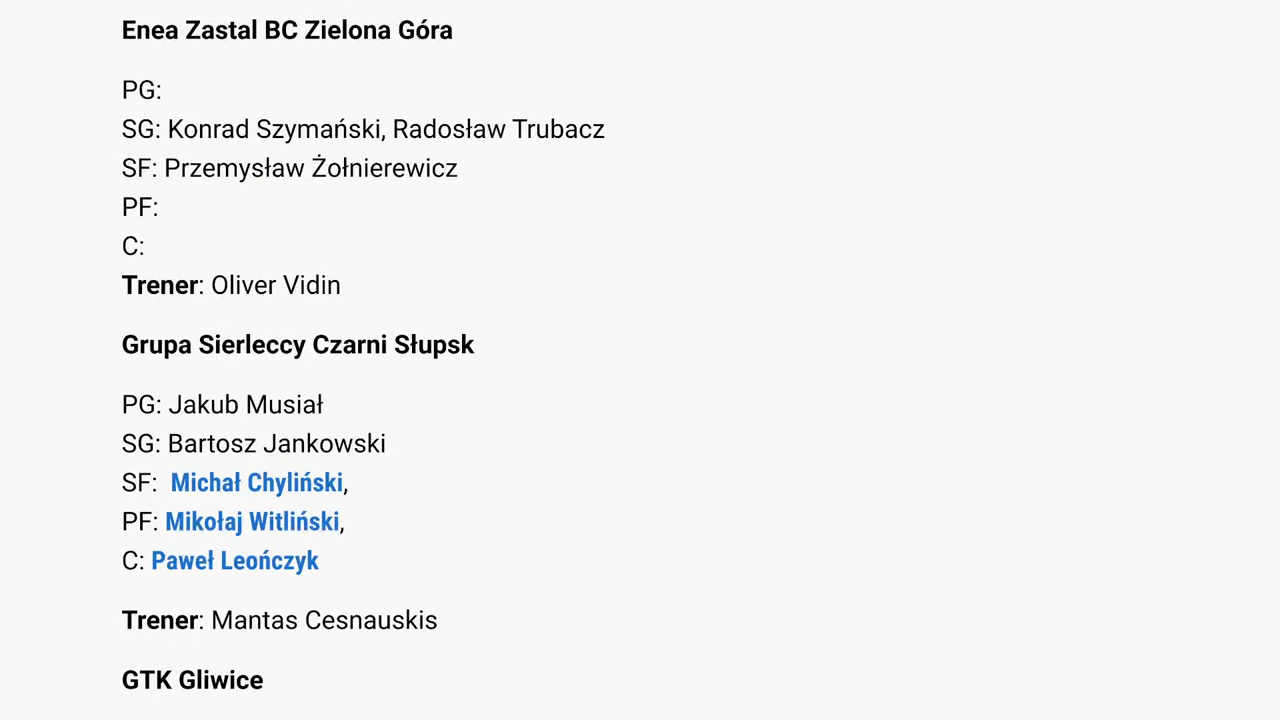 Enea Zastal BC Zielona Góra
PG:
SG: Konrad Szymański, Radosław Trubacz
SF: Przemysław Żołnierewicz
PF:
C:
Trener: Oliver Vidin
Grupa Sierleccy Czarni Słupsk
PG: Jakub Musiał
SG: Bartosz Jankowski
SF: Michał Chyliński,
PF: Mikołaj Witliński,
C: Paweł Leończyk
Trener: Mantas Cesnauskis
GTK Gliwice